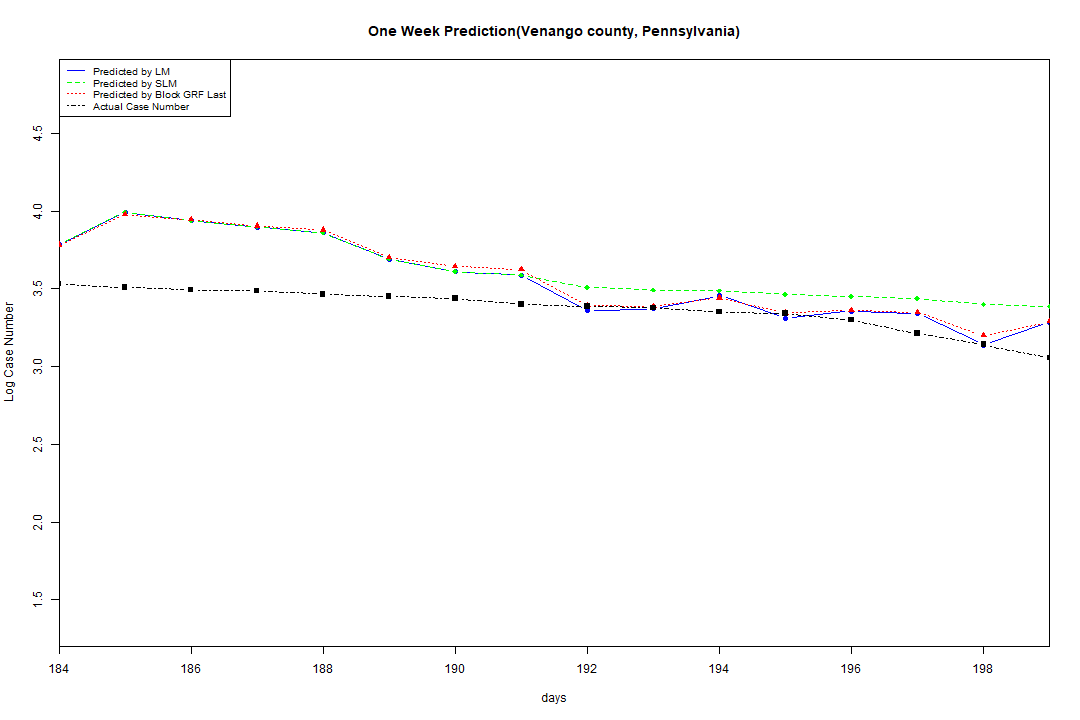 One Week Prediction(Venango county, Pennsylvania)
Predicted by LM
Predicted by SLM
Predicted by Block GRF Last
Actual Case Number
Log Case Number
4.5
4.0
3.5
3.0
2.5
2.0
1.5
184 186 188 190 192 194 196 198
days